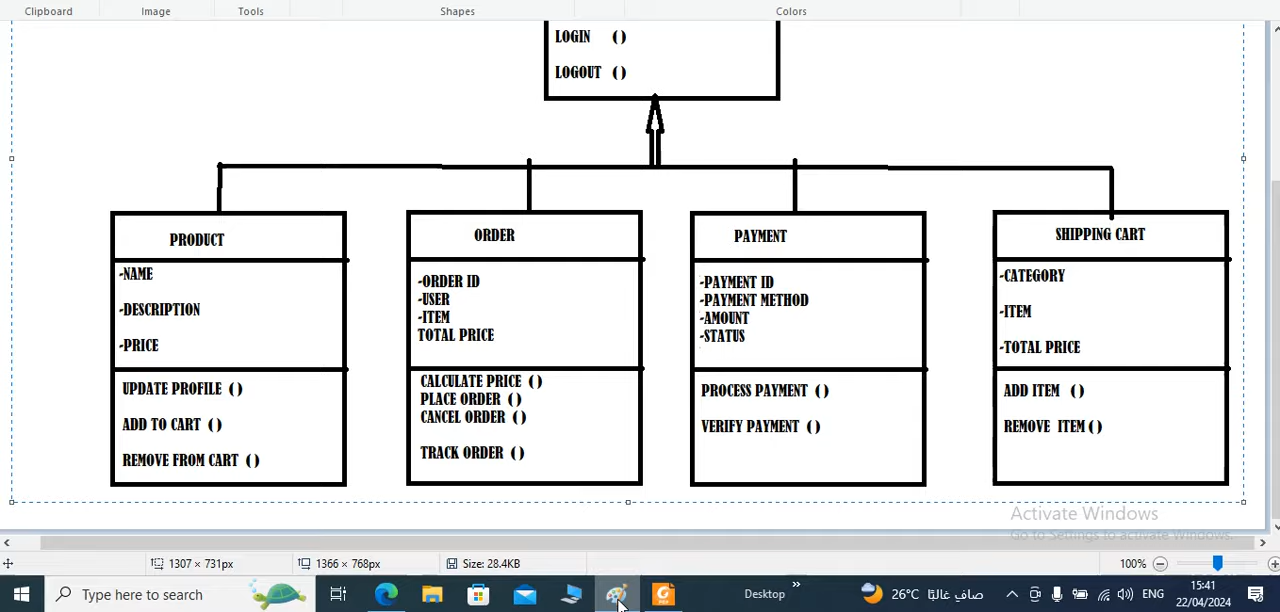 Clipboard
Image
Tools
Shapes
Colors
LOGIN ( )
LOGOUT ( )
PRODUCT
-NAME
-DESCRIPTION
-PRICE
UPDATE PROFILE ( )
ADD TO CART ( )
REMOVE FROM CART ( )
ORDER
-ORDER ID
-USER
-ITEM
TOTAL PRICE
CALCULATE PRICE ( )
PLACE ORDER ( )
CANCEL ORDER ( )
TRACK ORDER ( )
PAYMENT
-PAYMENT ID
-PAYMENT METHOD
-AMOUNT
-STATUS
PROCESS PAYMENT ( )
VERIFY PAYMENT ( )
SHIPPING CART
-CATEGORY
-ITEM
-TOTAL PRICE
ADD ITEM ( )
REMOVE ITEM ( )
Activate Windows
Go to Settings to activate Windows.
1307 × 731px
1366 × 768px
Size: 28.4KB
100%
Type here to search
Desktop
26°C صافٍ غالبًا
ENG
15:41
22/04/2024